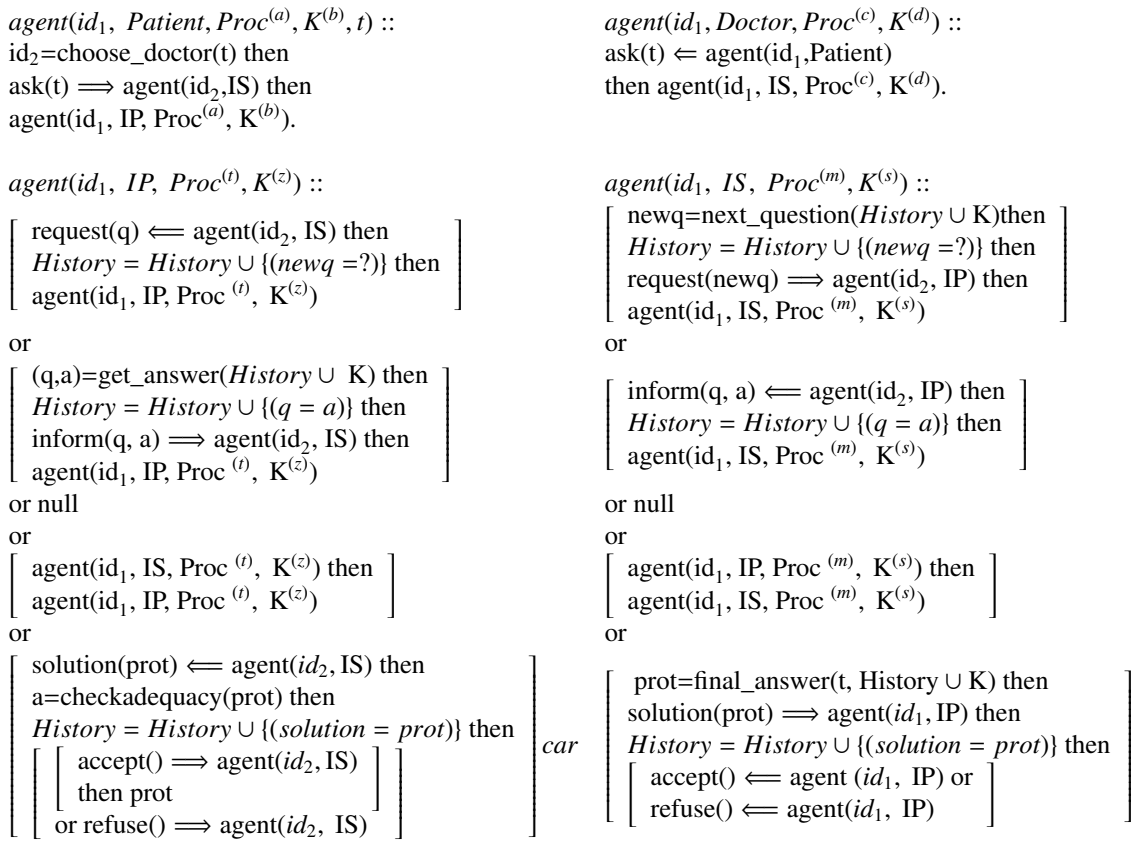 agent(id₁, Patient, Proc⁽ᵃ⁾, K⁽ᵇ⁾, t) ::
id₂=choose_doctor(t) then
ask(t) ⟹ agent(id₂,IS) then
agent(id₁, IP, Proc⁽ᵃ⁾, K⁽ᵇ⁾).
agent(id₁, IP, Proc⁽ᵗ⁾, K⁽ᶻ⁾) ::
request(q) ⟸ agent(id₂, IS) then
History = History ∪ {(newq =?)} then
agent(id₁, IP, Proc ⁽ᵗ⁾, K⁽ᶻ⁾)
or
(q,a)=get_answer(History ∪ K) then
History = History ∪ {(q = a)} then
inform(q, a) ⟹ agent(id₂, IS) then
agent(id₁, IP, Proc ⁽ᵗ⁾, K⁽ᶻ⁾)
or null
or
agent(id₁, IS, Proc ⁽ᵗ⁾, K⁽ᶻ⁾) then
agent(id₁, IP, Proc ⁽ᵗ⁾, K⁽ᶻ⁾)
or
solution(prot) ⟸ agent(id₂, IS) then
a=checkadequacy(prot) then
History = History ∪ {(solution = prot)} then
accept() ⟹ agent(id₂, IS)
then prot
or refuse() ⟹ agent(id₂, IS)
car
agent(id₁, Doctor, Proc⁽ᶜ⁾, K⁽ᵈ⁾) ::
ask(t) ⇐ agent(id₁,Patient)
then agent(id₁, IS, Proc⁽ᶜ⁾, K⁽ᵈ⁾).
agent(id₁, IS, Proc⁽ᵐ⁾, K⁽ˢ⁾) ::
newq=next_question(History ∪ K)then
History = History ∪ {(newq =?)} then
request(newq) ⟹ agent(id₂, IP) then
agent(id₁, IS, Proc ⁽ᵐ⁾, K⁽ˢ⁾)
or
inform(q, a) ⟸ agent(id₂, IP) then
History = History ∪ {(q = a)} then
agent(id₁, IS, Proc ⁽ᵐ⁾, K⁽ˢ⁾)
or null
or
agent(id₁, IP, Proc ⁽ᵐ⁾, K⁽ˢ⁾) then
agent(id₁, IS, Proc ⁽ᵐ⁾, K⁽ˢ⁾)
or
prot=final_answer(t, History ∪ K) then
solution(prot) ⟹ agent(id₁, IP) then
History = History ∪ {(solution = prot)} then
accept() ⟸ agent (id₁, IP) or
refuse() ⟸ agent(id₁, IP)